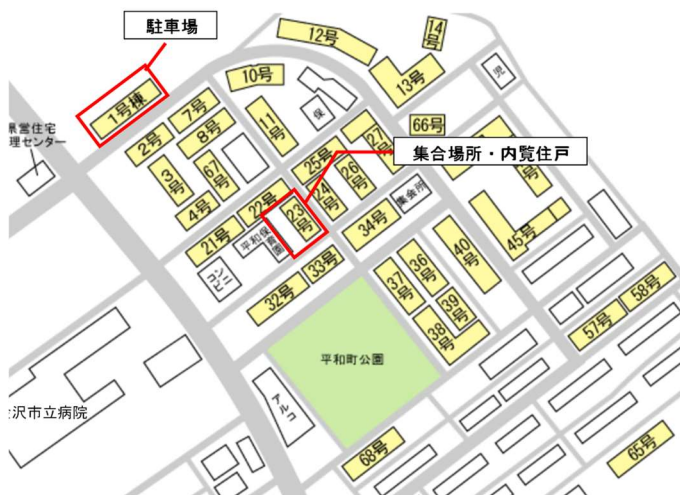 駐車場
12号
14号
13号
児
1号棟
10号
7号
保
県営住宅
理センター
2号
8号
11号
27号
66号
集合場所・内覧住戸
3号
67号
25号
26号
24号
集会所
4号
22号
23号
34号
号
21号
平和保育園
45号
コンビニ
33号
40号
32号
37号
36号
39号
38号
58号
57号
平和町公園
アルコ
沢市立病院
68号
65号